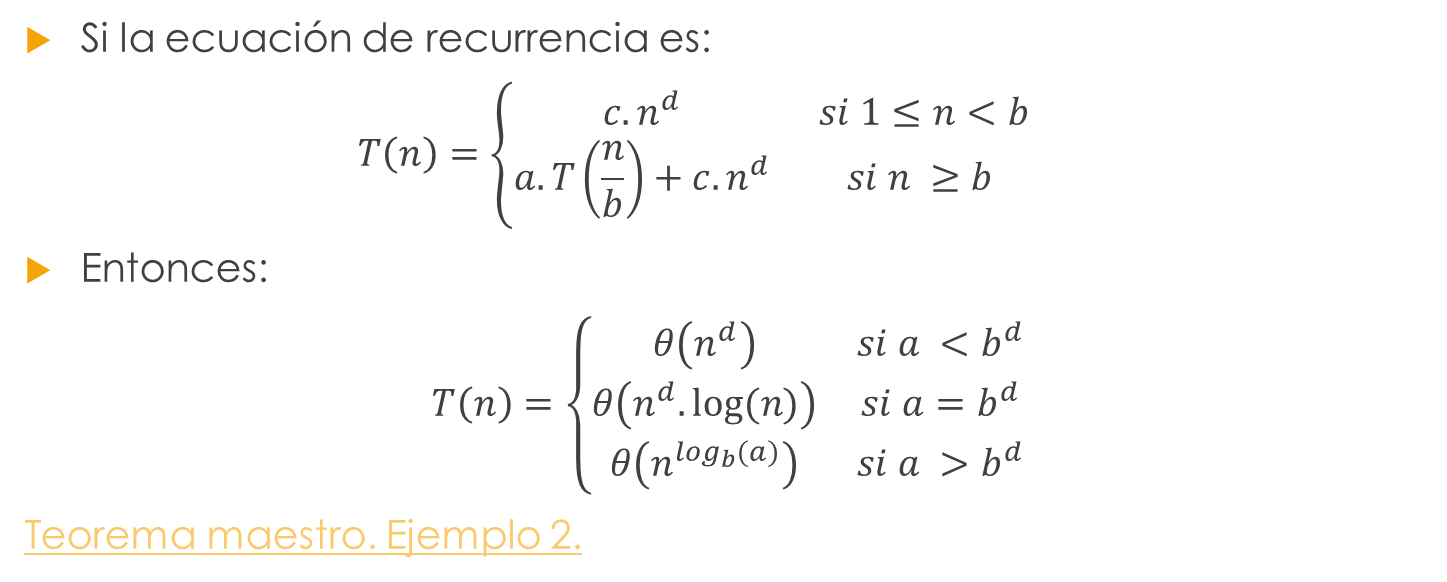 Si la ecuación de recurrencia es:
T(n) = { c.n^d si 1 ≤ n < b
a.T(n/b) + c.n^d si n ≥ b
Entonces:
T(n) = { θ(n^d) si a < b^d
θ(n^d.log(n)) si a = b^d
θ(n^{log_b(a)}) si a > b^d
Teorema maestro. Ejemplo 2.